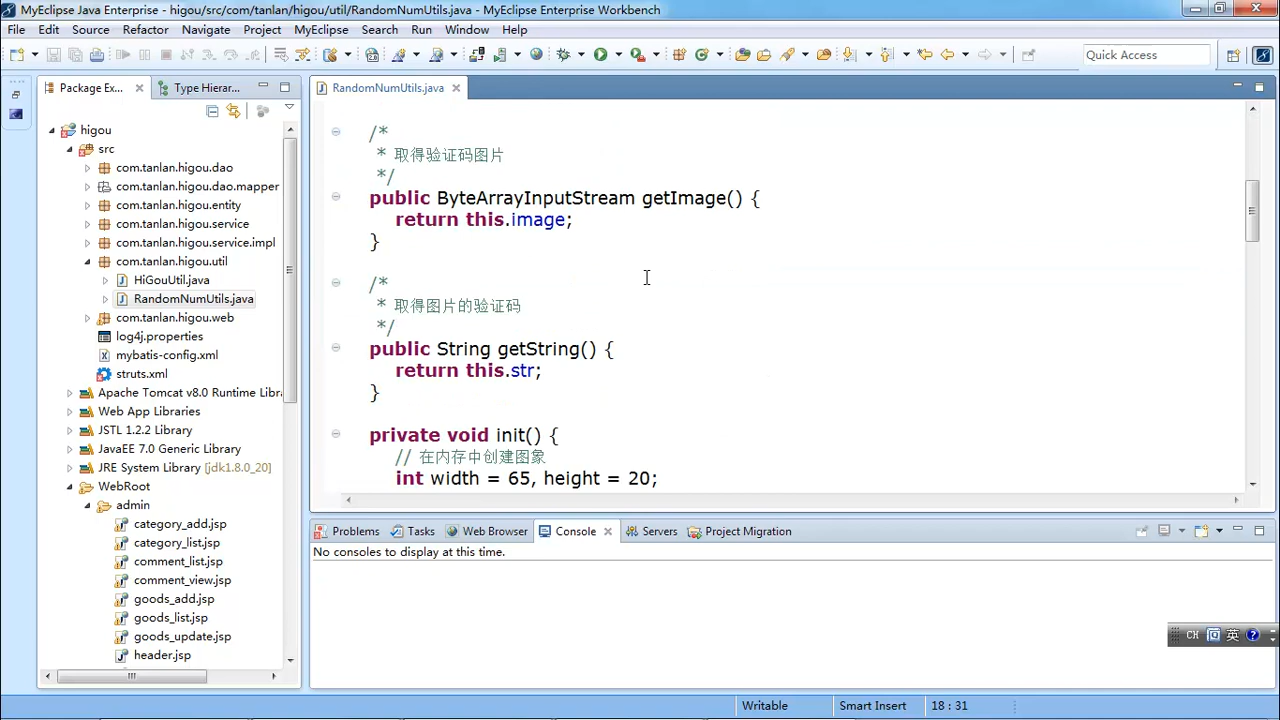 MyEclipse Java Enterprise - higou/src/com/tanlan/higou/util/RandomNumUtils.java - MyEclipse Enterprise Workbench
File Edit Source Refactor Navigate Project MyEclipse Search Run Window Help
Quick Access
Package Ex...
Type Hierar...
higou
src
com.tanlan.higou.dao
com.tanlan.higou.dao.mapper
com.tanlan.higou.entity
com.tanlan.higou.service
com.tanlan.higou.service.impl
com.tanlan.higou.util
HiGouUtil.java
RandomNumUtils.java
com.tanlan.higou.web
log4j.properties
mybatis-config.xml
struts.xml
Apache Tomcat v8.0 Runtime Libr
Web App Libraries
JSTL 1.2.2 Library
JavaEE 7.0 Generic Library
JRE System Library [jdk1.8.0_20]
WebRoot
admin
category_add.jsp
category_list.jsp
comment_list.jsp
comment_view.jsp
goods_add.jsp
goods_list.jsp
goods_update.jsp
header.jsp
RandomNumUtils.java
/*
* 取得验证码图片
*/
public ByteArrayInputStream getImage() {
return this.image;
}
/*
* 取得图片的验证码
*/
public String getString() {
return this.str;
}
private void init() {
// 在内存中创建图象
int width = 65, height = 20;
Problems Tasks Web Browser Console Servers Project Migration
No consoles to display at this time.
CH 英
Writable Smart Insert 18 : 31